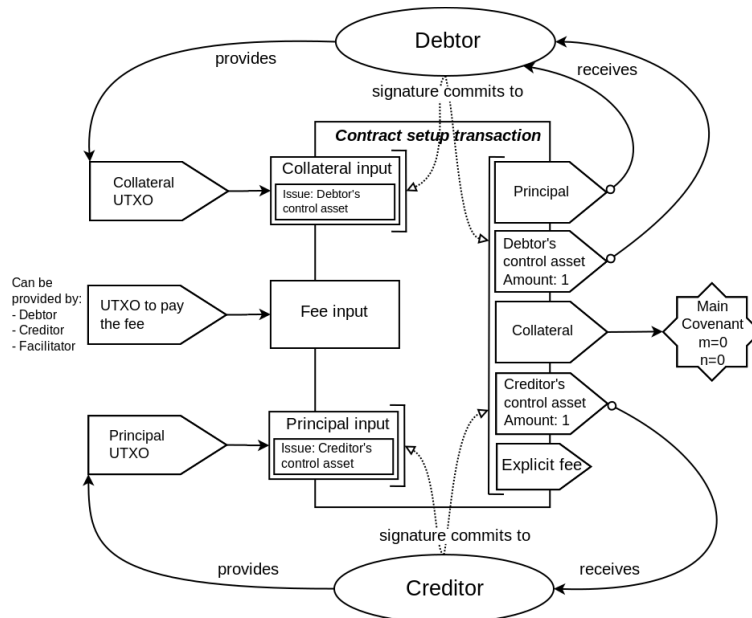 Debtor
provides
receives
signature commits to
Contract setup transaction
Collateral
UTXO
Collateral input
Issue: Debtor's
control asset
Principal
Debtor's
control asset
Amount: 1
Can be
provided by:
- Debtor
- Creditor
- Facilitator
UTXO to pay
the fee
Fee input
Collateral
Main
Covenant
m=0
n=0
Creditor's
control asset
Amount: 1
Principal
UTXO
Principal input
Issue: Creditor's
control asset
Explicit fee
signature commits to
provides
receives
Creditor